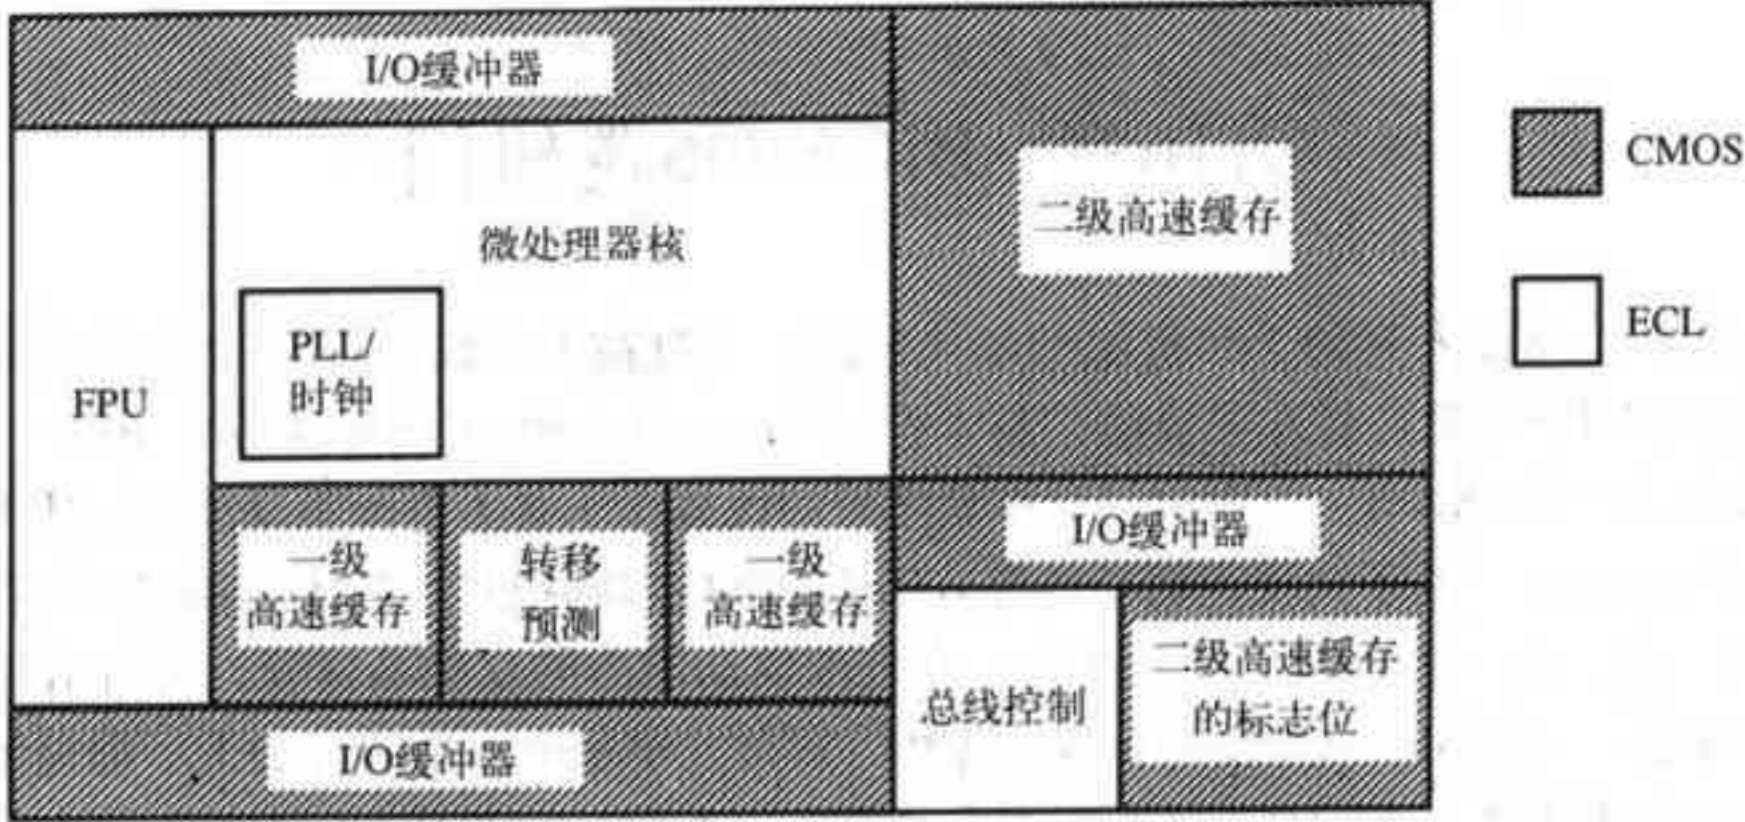 I/O缓冲器
微处理器核
PLL/
时钟
FPU
一级
高速缓存
转移
预测
一级
高速缓存
I/O缓冲器
二级高速缓存
I/O缓冲器
总线控制
二级高速缓存
的标志位
CMOS
ECL